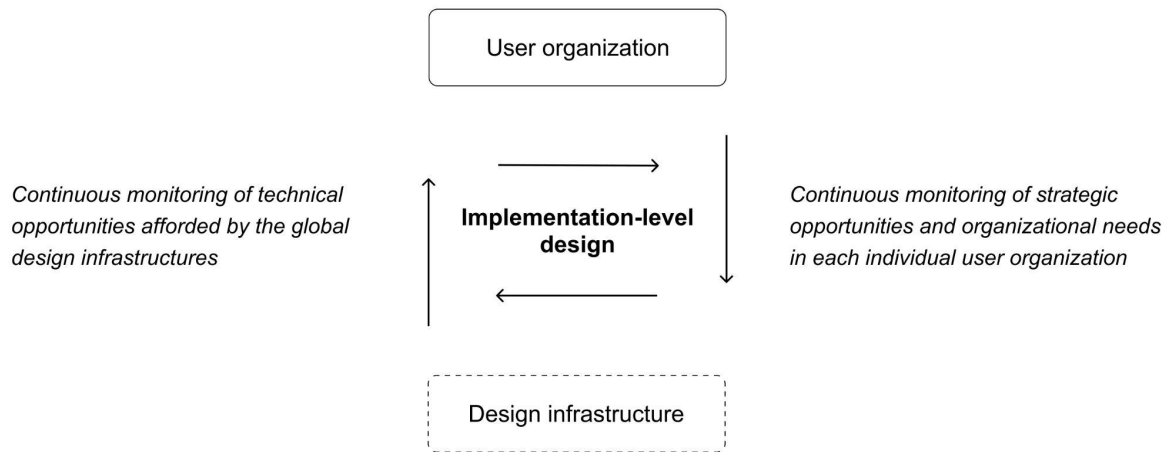 User organization
Continuous monitoring of technical
opportunities afforded by the global
design infrastructures
Implementation-level
design
Continuous monitoring of strategic
opportunities and organizational needs
in each individual user organization
Design infrastructure